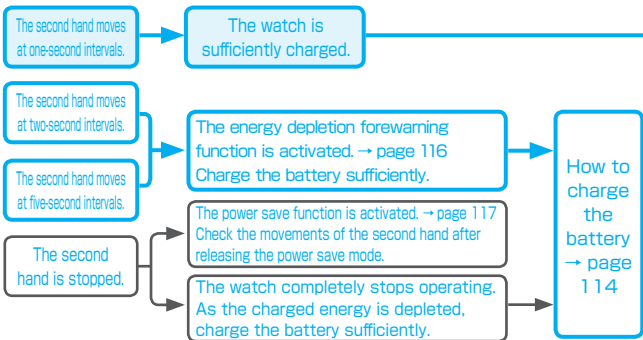 The second hand moves
at one-second intervals.
The watch is
sufficiently charged.
The second hand moves
at two-second intervals.
The second hand moves
at five-second intervals.
The energy depletion forewarning
function is activated. → page 116
Charge the battery sufficiently.
The second
hand is stopped.
The power save function is activated. → page 117
Check the movements of the second hand after
releasing the power save mode.
The watch completely stops operating.
As the charged energy is depleted,
charge the battery sufficiently.
How to
charge
the
battery
→ page
114